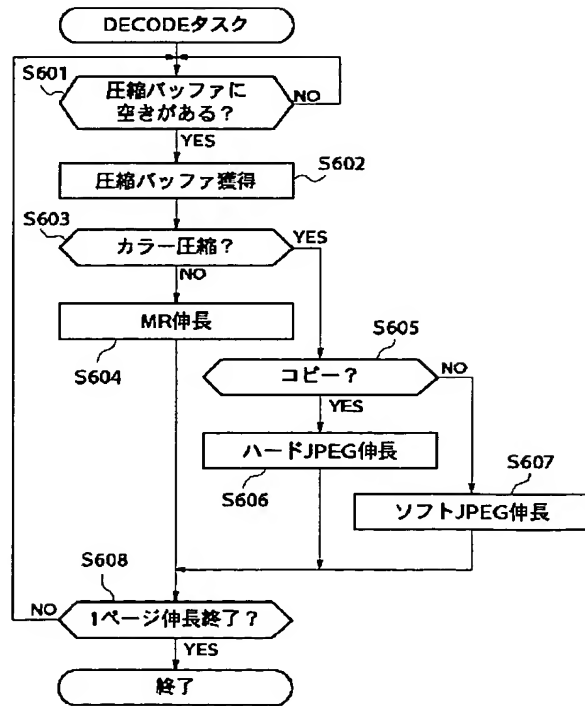 DECODEタスク
S601
圧縮バッファに
空きがある？
NO
YES
圧縮バッファ獲得
S602
S603
カラー圧縮？
YES
NO
MR伸長
S604
S605
コピー？
NO
YES
ハードJPEG伸長
S606
S607
ソフトJPEG伸長
S608
NO
1ページ伸長終了？
YES
終了